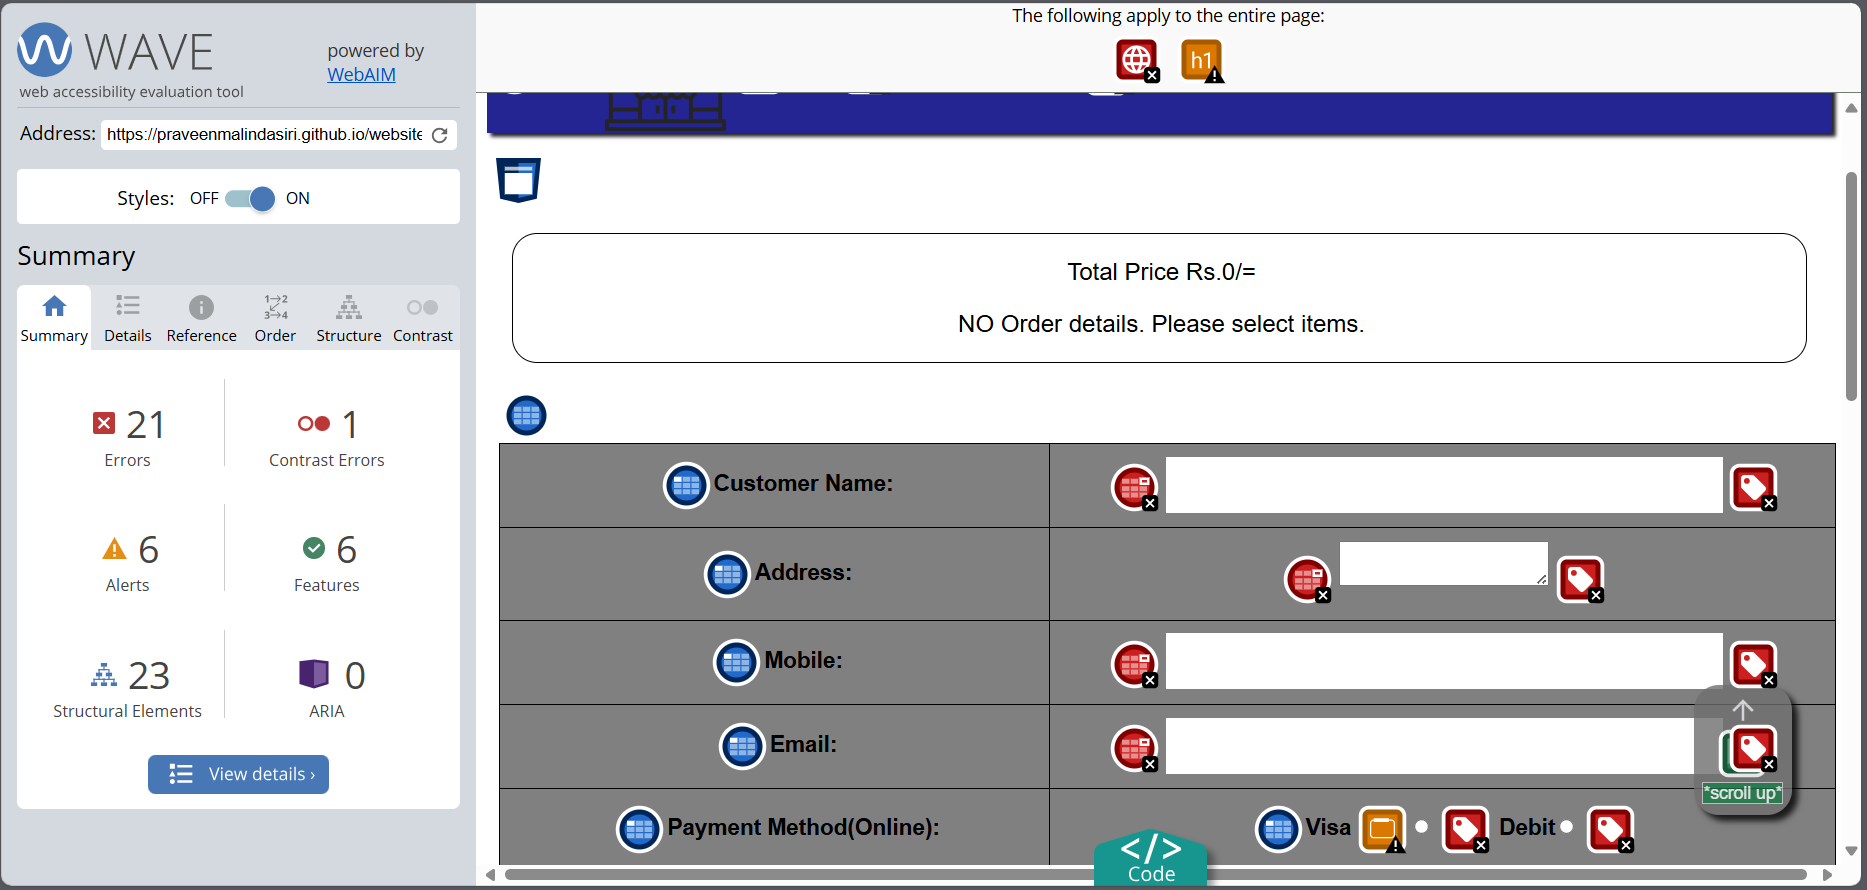 WAVE
web accessibility evaluation tool
powered by
WebAIM
Address: https://praveenmalindasiri.github.io/website
Styles: OFF ON
Summary
Summary Details Reference Order Structure Contrast
21
Errors
1
Contrast Errors
6
Alerts
6
Features
23
Structural Elements
0
ARIA
View details ›
The following apply to the entire page:
h1
Total Price Rs.0/=
NO Order details. Please select items.
Customer Name:
Address:
Mobile:
Email:
*scroll up*
Payment Method(Online): Visa Debit
</> 
Code